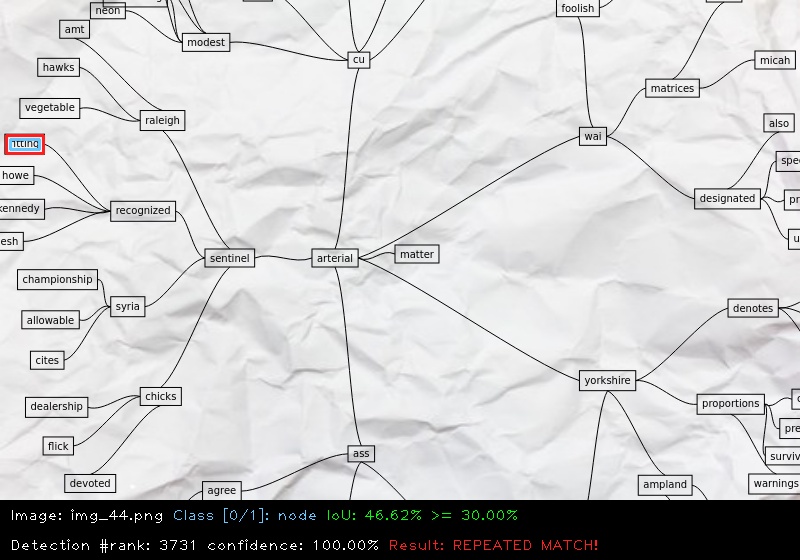 neon
amt
modest
hawks
vegetable
raleigh
howe
kennedy
recognized
esh
sentinel
championship
syria
allowable
cites
chicks
dealership
flick
devoted
agree
cu
arterial
matter
ass
foolish
micah
matrices
also
wai
designated
denotes
yorkshire
proportions
ampland
warnings
Image: img_44.png Class [0/1]: node IoU: 46.62% >= 30.00%
Detection #rank: 3731 confidence: 100.00% Result: REPEATED MATCH!